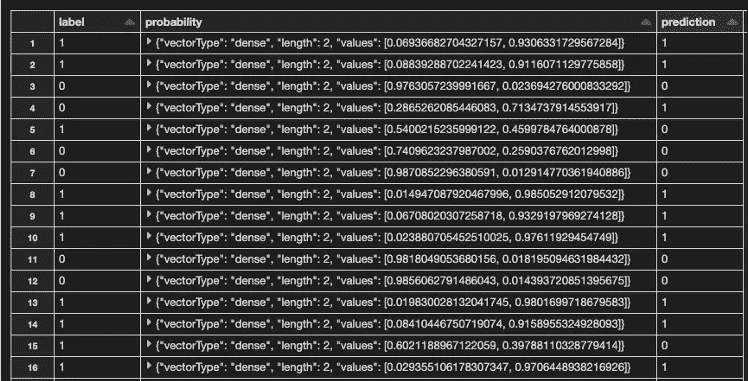 label probability prediction
1 1 {"vectorType": "dense", "length": 2, "values": [0.06936682704327157, 0.9306331729567284]} 1
2 1 {"vectorType": "dense", "length": 2, "values": [0.08839288702241423, 0.9116071129775858]} 1
3 0 {"vectorType": "dense", "length": 2, "values": [0.9763057239991667, 0.023694276000833292]} 0
4 0 {"vectorType": "dense", "length": 2, "values": [0.2865262085446083, 0.7134737914553917]} 1
5 1 {"vectorType": "dense", "length": 2, "values": [0.5400215235999122, 0.4599784764000878]} 0
6 0 {"vectorType": "dense", "length": 2, "values": [0.7409623237987002, 0.2590376762012998]} 0
7 0 {"vectorType": "dense", "length": 2, "values": [0.9870852296380591, 0.012914770361940886]} 0
8 1 {"vectorType": "dense", "length": 2, "values": [0.014947087920467996, 0.985052912079532]} 1
9 1 {"vectorType": "dense", "length": 2, "values": [0.06708020307258718, 0.9329197969274128]} 1
10 1 {"vectorType": "dense", "length": 2, "values": [0.023880705452510025, 0.97611929454749]} 1
11 0 {"vectorType": "dense", "length": 2, "values": [0.9818049053680156, 0.018195094631984432]} 0
12 0 {"vectorType": "dense", "length": 2, "values": [0.9856062791486043, 0.014393720851395675]} 0
13 1 {"vectorType": "dense", "length": 2, "values": [0.019830028132041745, 0.9801699718679583]} 1
14 1 {"vectorType": "dense", "length": 2, "values": [0.08410446750719074, 0.9158955324928093]} 1
15 1 {"vectorType": "dense", "length": 2, "values": [0.6021188967122059, 0.39788110328779414]} 0
16 1 {"vectorType": "dense", "length": 2, "values": [0.029355106178307347, 0.9706448938216926]} 1